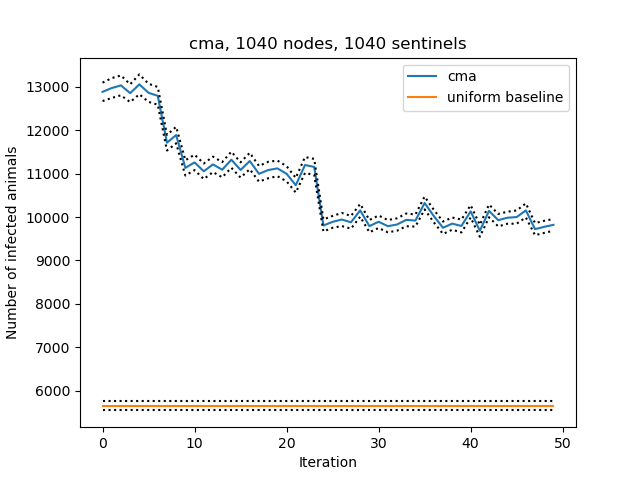 cma, 1040 nodes, 1040 sentinels
cma
uniform baseline
Number of infected animals
13000
12000
11000
10000
9000
8000
7000
6000
0 10 20 30 40 50
Iteration